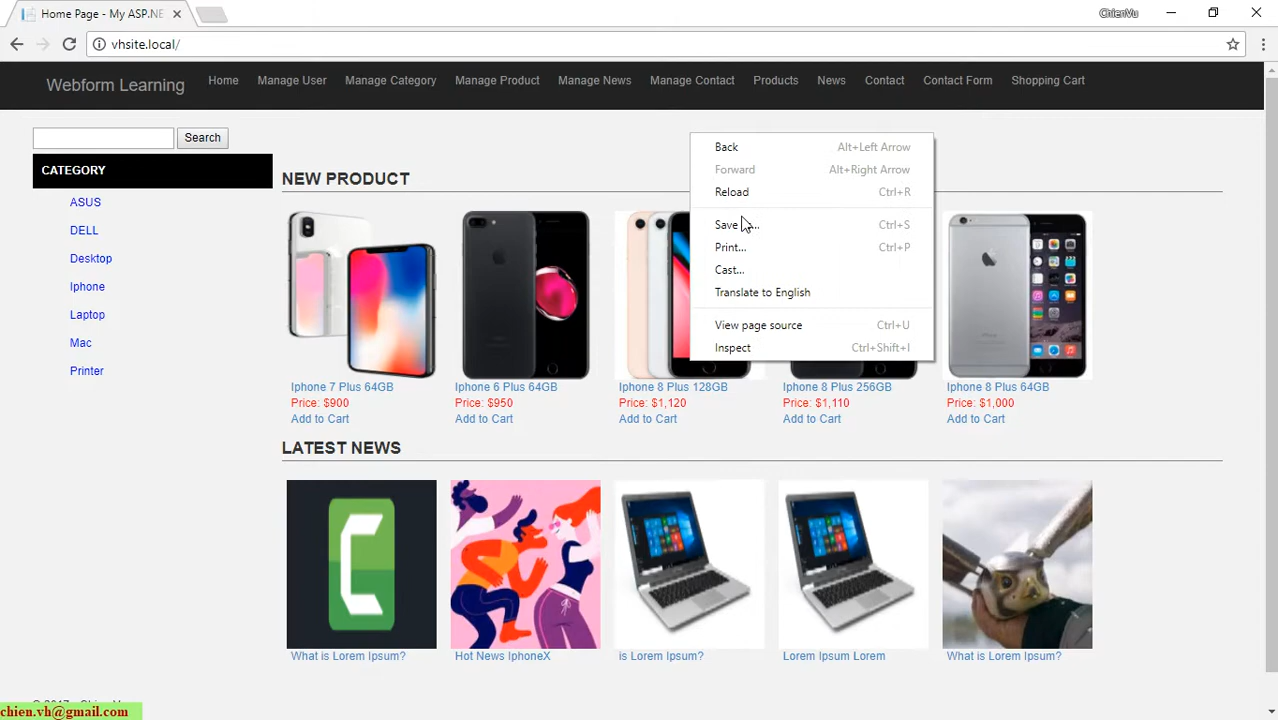 Home Page - My ASP.NE
ChienVu
vhsite.local/
Webform Learning
Home
Manage User
Manage Category
Manage Product
Manage News
Manage Contact
Products
News
Contact
Contact Form
Shopping Cart
Search
CATEGORY
ASUS
DELL
Desktop
Iphone
Laptop
Mac
Printer
NEW PRODUCT
Back Alt+Left Arrow
Forward Alt+Right Arrow
Reload Ctrl+R
Save Ctrl+S
Print... Ctrl+P
Cast...
Translate to English
View page source Ctrl+U
Inspect Ctrl+Shift+I
Iphone 7 Plus 64GB
Price: $900
Add to Cart
Iphone 6 Plus 64GB
Price: $950
Add to Cart
Iphone 8 Plus 128GB
Price: $1,120
Add to Cart
Iphone 8 Plus 256GB
Price: $1,110
Add to Cart
Iphone 8 Plus 64GB
Price: $1,000
Add to Cart
LATEST NEWS
What is Lorem Ipsum?
Hot News IphoneX
is Lorem Ipsum?
Lorem Ipsum Lorem
What is Lorem Ipsum?
chien.vh@gmail.com